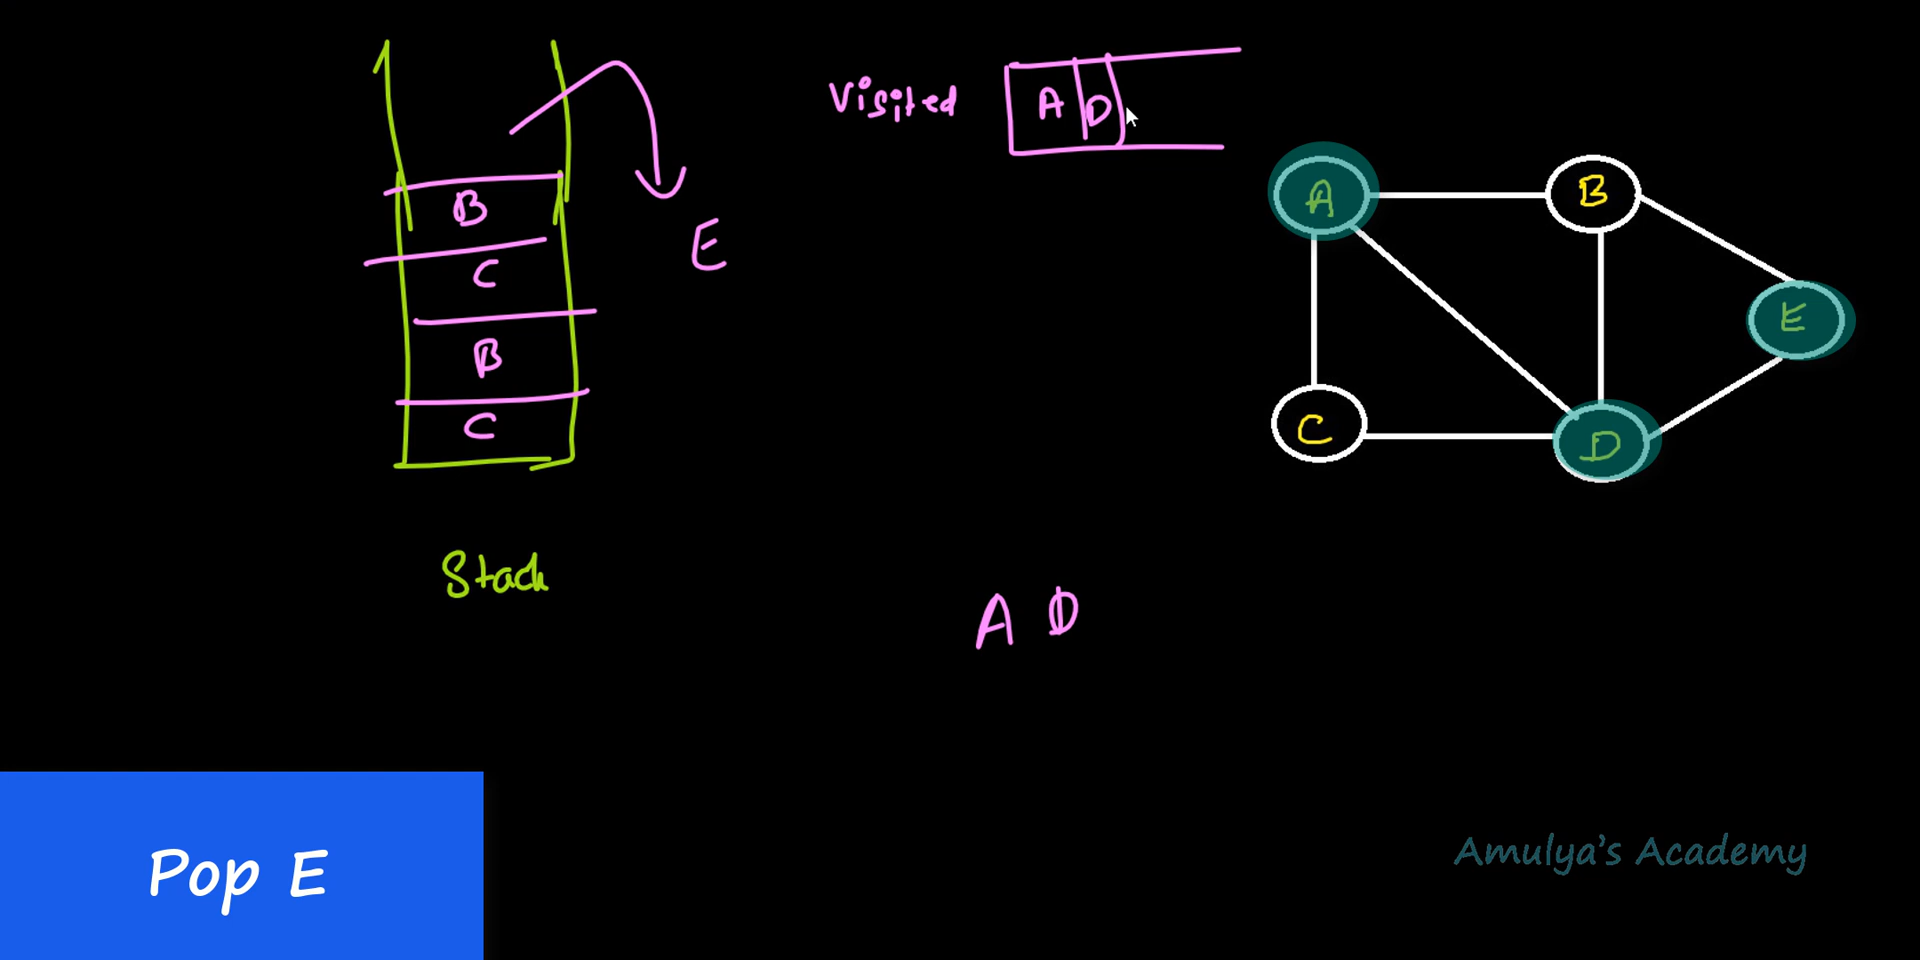 Visited A D
A B
B
C
E
E
B
C D
C
Stack
A D
Pop E
Amulya's Academy